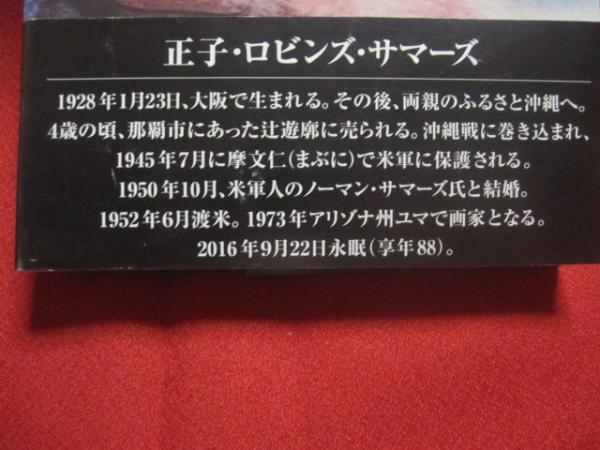 正子・ロビンズ・サマーズ
1928年1月23日、大阪で生まれる。その後、両親のふるさと沖縄へ。
4歳の頃、那覇市にあった辻遊廓に売られる。沖縄戦に巻き込まれ、
1945年7月に摩文仁(まぶに)で米軍に保護される。
1950年10月、米軍人のノーマン・サマーズ氏と結婚。
1952年6月渡米。1973年アリゾナ州ユマで画家となる。
2016年9月22日永眠(享年88)。